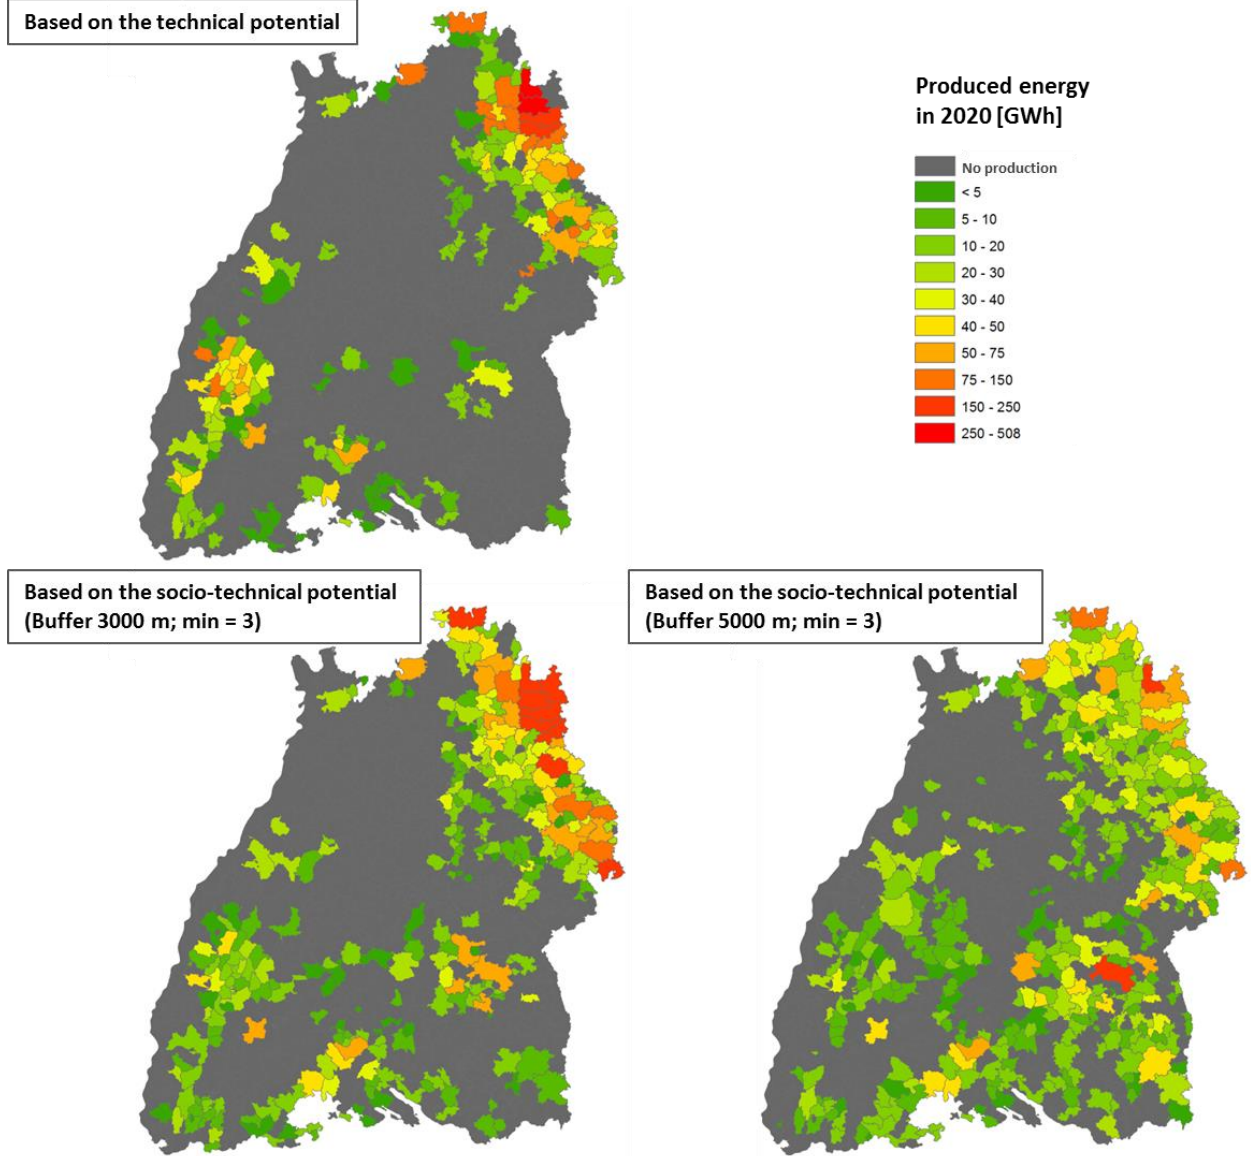 Based on the technical potential
Produced energy
in 2020 [GWh]
No production
< 5
5 - 10
10 - 20
20 - 30
30 - 40
40 - 50
50 - 75
75 - 150
150 - 250
250 - 508
Based on the socio-technical potential
(Buffer 3000 m; min = 3)
Based on the socio-technical potential
(Buffer 5000 m; min = 3)